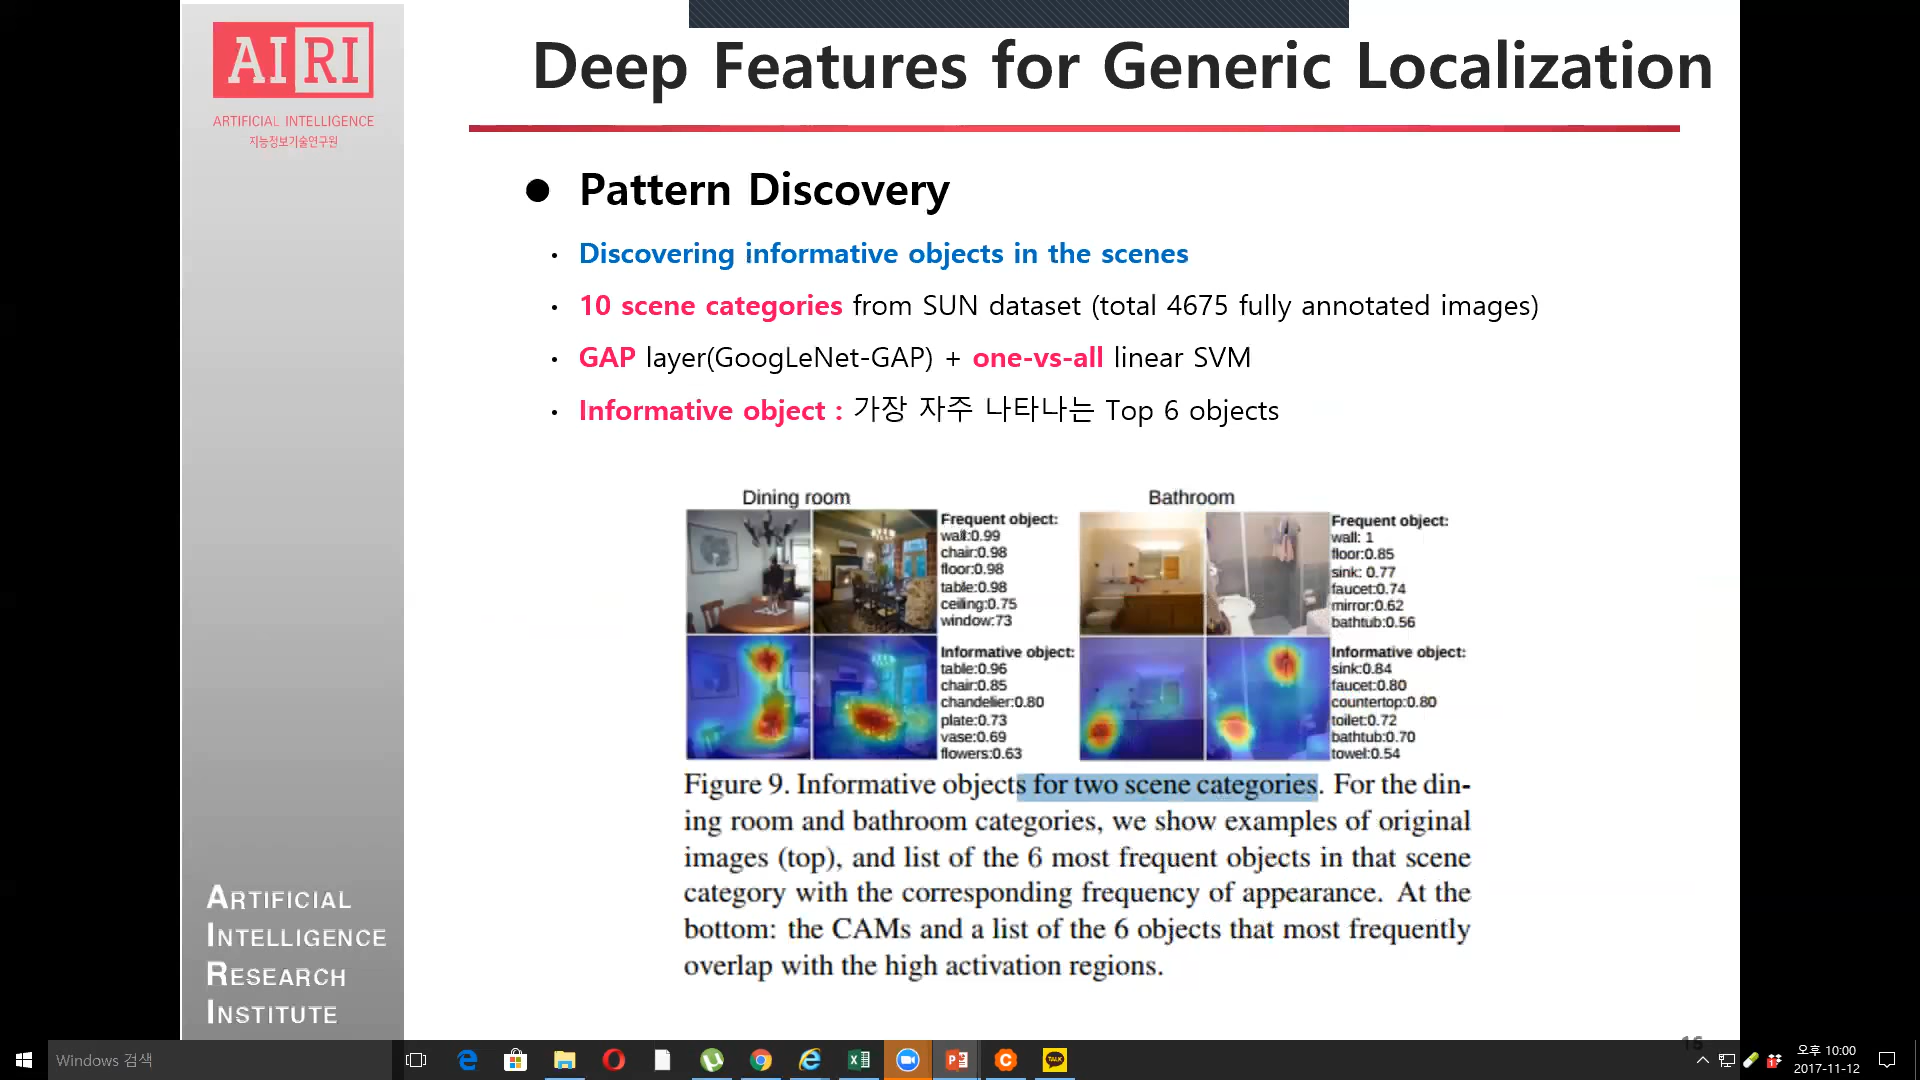 AIRI
ARTIFICIAL INTELLIGENCE
지능정보기술연구원
Deep Features for Generic Localization
● Pattern Discovery
• Discovering informative objects in the scenes
• 10 scene categories from SUN dataset (total 4675 fully annotated images)
• GAP layer(GoogLeNet-GAP) + one-vs-all linear SVM
• Informative object : 가장 자주 나타나는 Top 6 objects
Dining room
Frequent object:
wall:0.99
chair:0.98
floor:0.98
table:0.98
ceiling:0.75
window:73
Informative object:
table:0.96
chair:0.85
chandelier:0.80
plate:0.73
vase:0.69
flowers:0.63
Bathroom
Frequent object:
wall: 1
floor:0.85
sink: 0.77
faucet:0.74
mirror:0.62
bathtub:0.56
Informative object:
sink:0.84
faucet:0.80
countertop:0.80
toilet:0.72
bathtub:0.70
towel:0.54
Figure 9. Informative objects for two scene categories. For the din-
ing room and bathroom categories, we show examples of original
images (top), and list of the 6 most frequent objects in that scene
category with the corresponding frequency of appearance. At the
bottom: the CAMs and a list of the 6 objects that most frequently
overlap with the high activation regions.
ARTIFICIAL
INTELLIGENCE
RESEARCH
INSTITUTE
Windows 검색
TALK
오후 10:00
2017-11-12